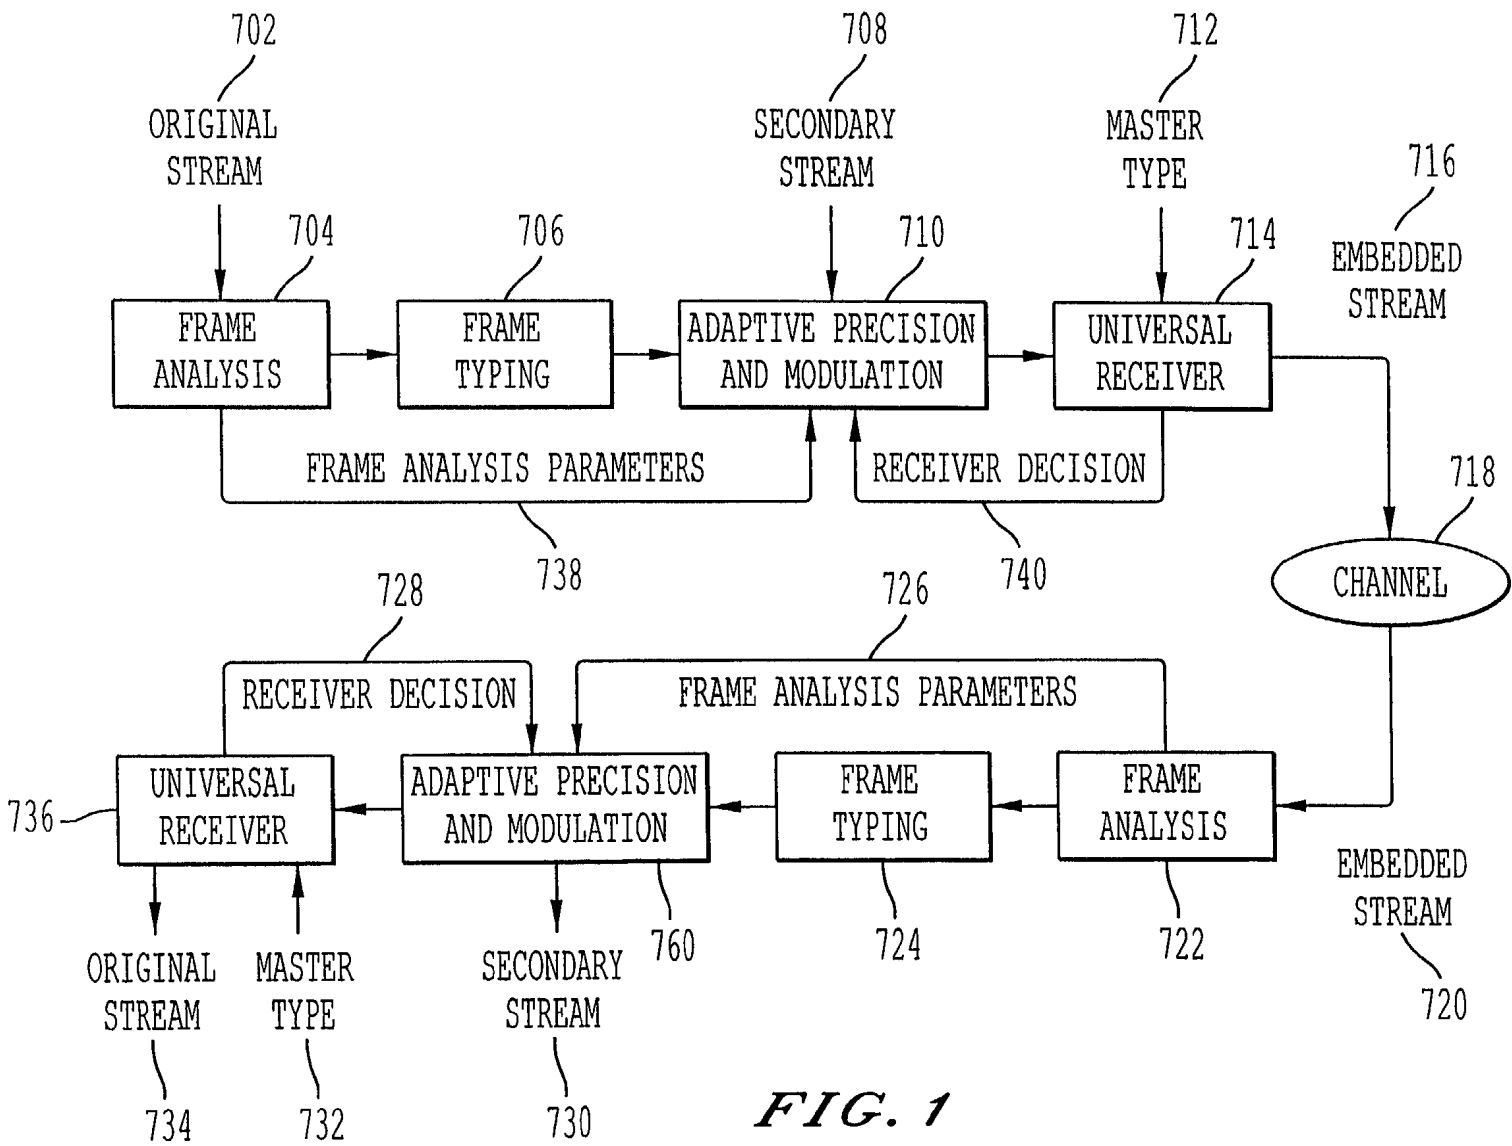 702
708
712
ORIGINAL
STREAM
SECONDARY
STREAM
MASTER
TYPE
716
704
706
710
714
EMBEDDED
STREAM
FRAME
ANALYSIS
FRAME
TYPING
ADAPTIVE PRECISION
AND MODULATION
UNIVERSAL
RECEIVER
FRAME ANALYSIS PARAMETERS
RECEIVER DECISION
718
738
740
CHANNEL
728
726
RECEIVER DECISION
FRAME ANALYSIS PARAMETERS
736
UNIVERSAL
RECEIVER
ADAPTIVE PRECISION
AND MODULATION
FRAME
TYPING
FRAME
ANALYSIS
EMBEDDED
STREAM
760
724
722
720
ORIGINAL
STREAM
MASTER
TYPE
SECONDARY
STREAM
734
732
730
FIG. 1